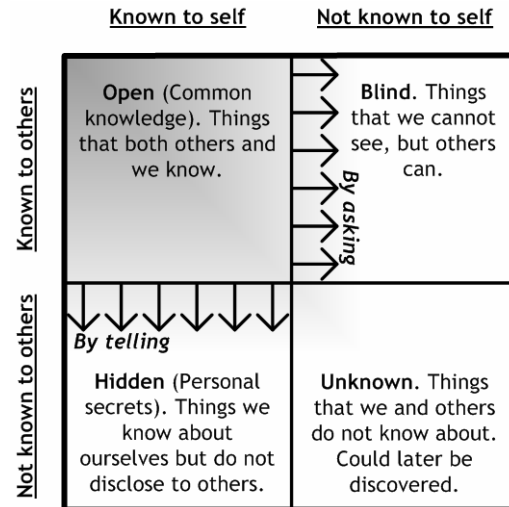 Known to self
Not known to self
Known to others
Open (Common
knowledge). Things
that both others and
we know.
Blind. Things
that we cannot
see, but others
can.
By asking
By telling
Not known to others
Hidden (Personal
secrets). Things we
know about
ourselves but do not
disclose to others.
Unknown. Things
that we and others
do not know about.
Could later be
discovered.